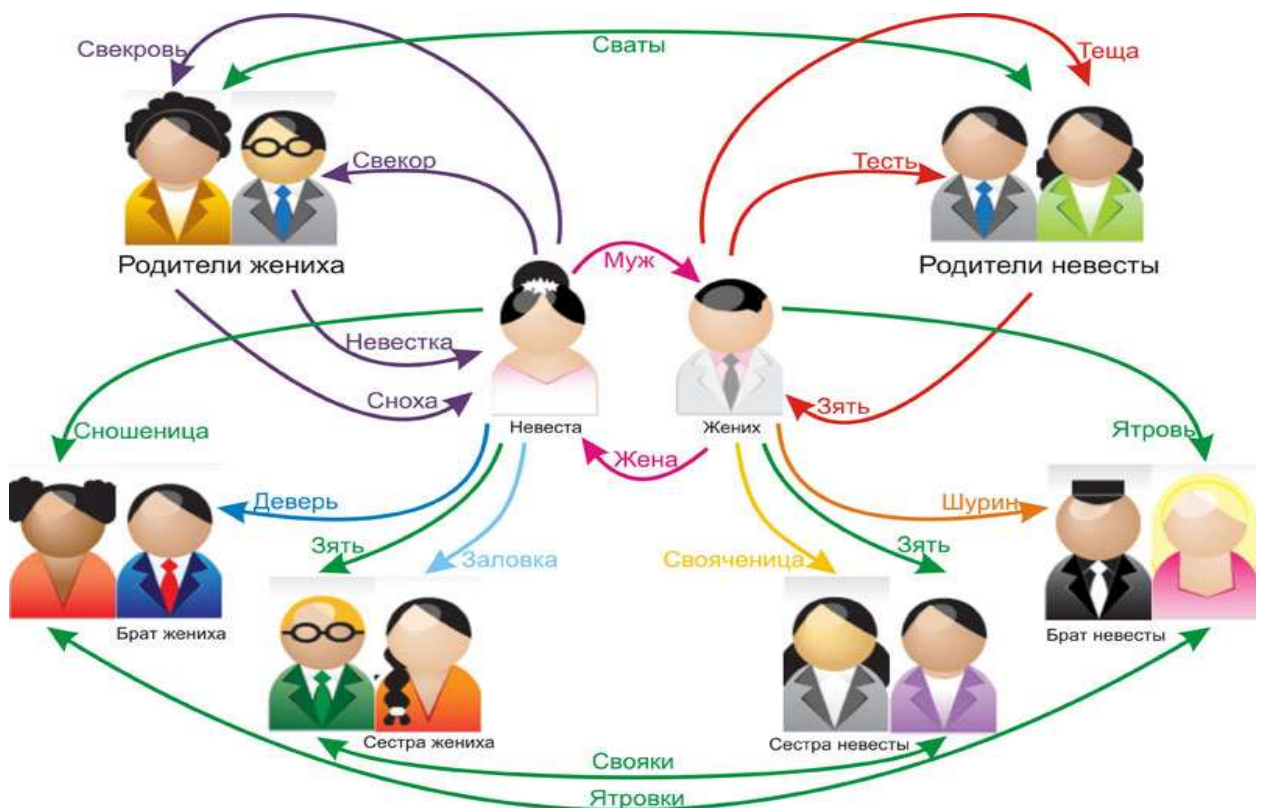 Свекровь
Сваты
Теща
Свекор
Тесть
Родители жениха
Муж
Родители невесты
Невестка
Сноха
Зять
Сношеница
Невеста
Жених
Ятровь
Жена
Деверь
Шурин
Зять
Заловка
Свояченица
Зять
Брат жениха
Брат невесты
Сестра жениха
Сестра невесты
Свояки
Ятровки